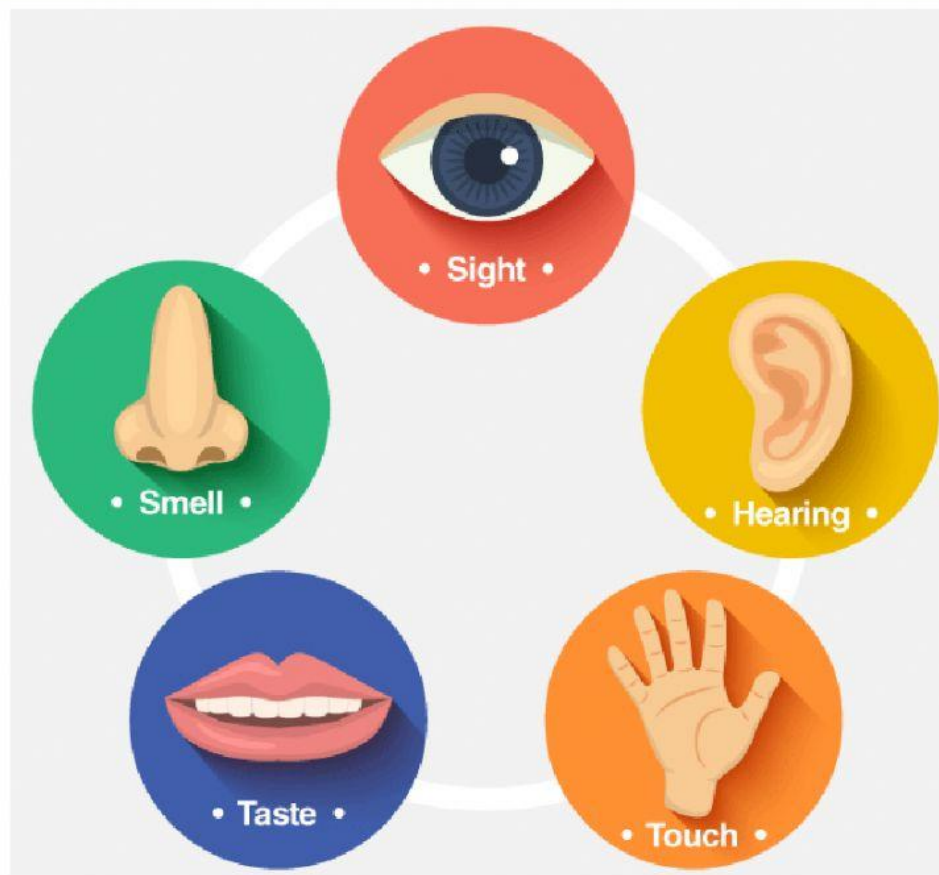 • Sight •
• Smell •
• Hearing •
• Taste •
• Touch •